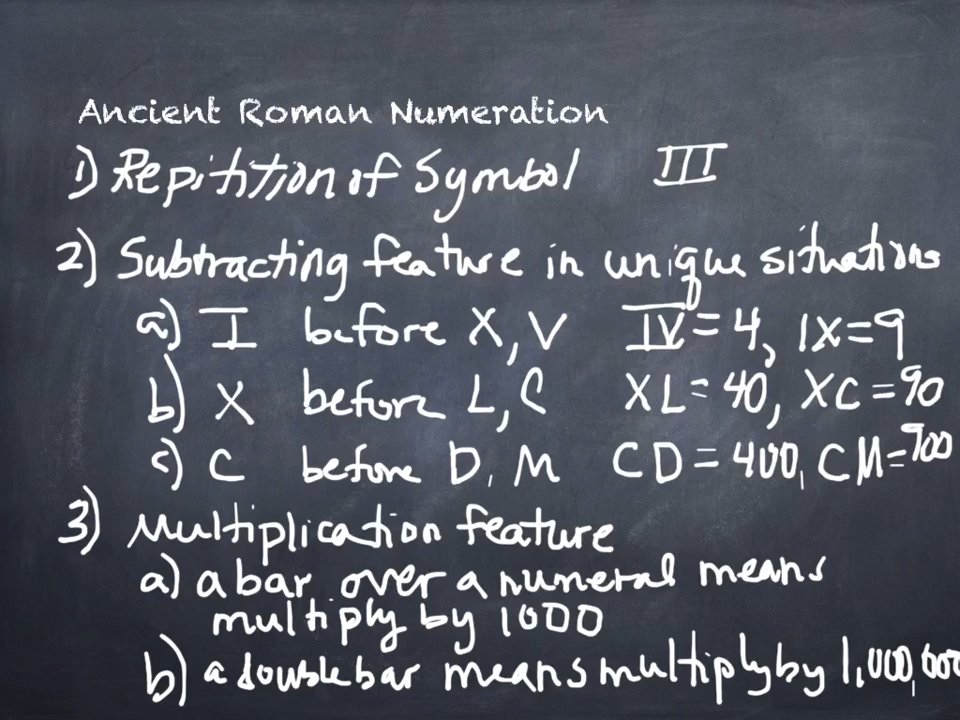 Ancient Roman Numeration
1) Repitition of Symbol III
2) Subtracting feature in unique situations
a) I before X, V IV = 4, IX = 9
b) X before L, C XL = 40, XC = 90
c) C before D, M CD = 400, CM = 900
3) Multiplication feature
a) a bar over a numeral means
multiply by 1000
b) a double bar means multiply by 1,000,000